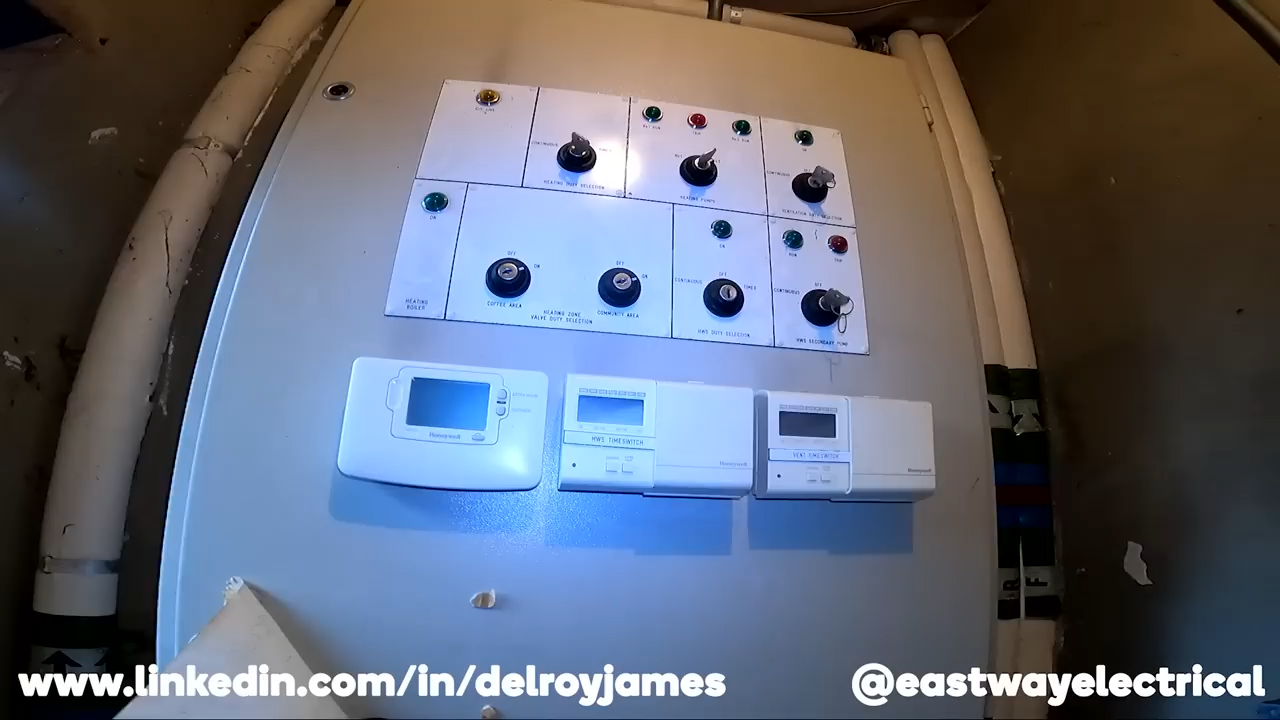 CONTINUOUS
HEATING DUTY SELECTION
TRIP
HEATING PUMPS
ON
CONTINUOUS
VENTILATION DUTY SELECTION
ON
HEATING
BOILER
OFF
ON
COFFEE AREA
OFF
ON
COMMUNITY AREA
HEATING ZONE
VALVE DUTY SELECTION
ON
CONTINUOUS
OFF
TIMED
HWS DUTY SELECTION
RUN
TRIP
CONTINUOUS
OFF
HWS SECONDARY PUMP
Honeywell
HWS TIMESWITCH
Honeywell
VENT TIMESWITCH
Honeywell
www.linkedin.com/in/delroyjames
@eastwayelectrical